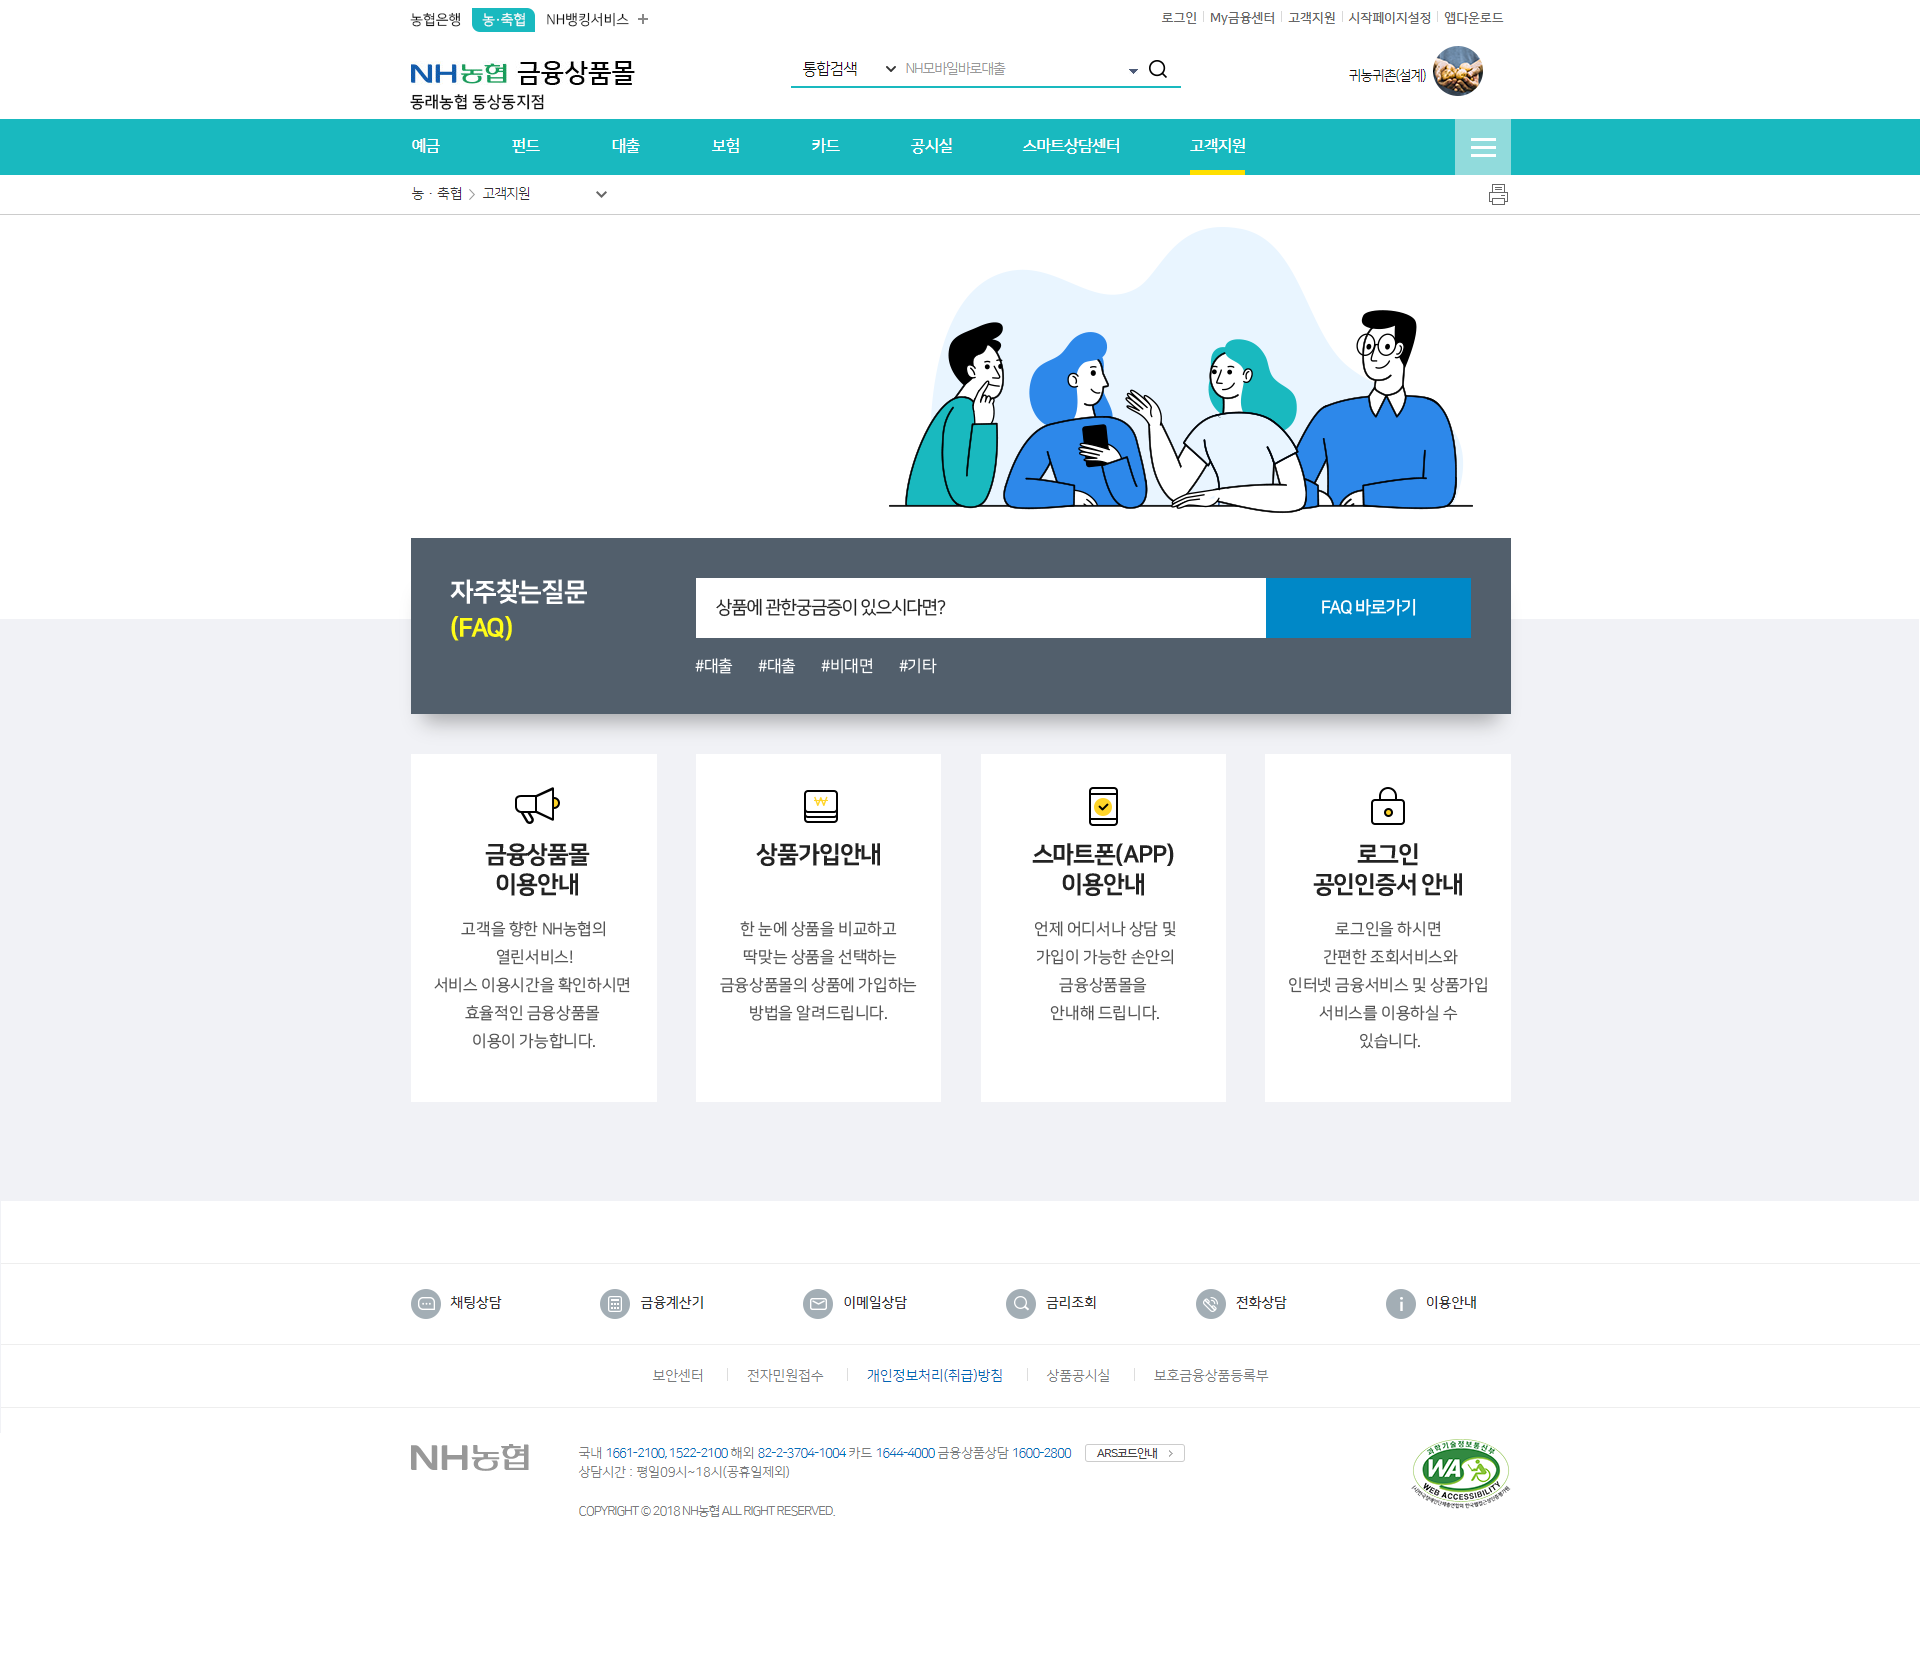 농협은행
농·축협
NH뱅킹서비스
로그인
My금융센터
고객지원
시작페이지설정
앱다운로드
NH농협 금융상품몰
동래농협 동상동지점
통합검색
NH모바일바로대출
귀농귀촌(설계)
예금
펀드
대출
보험
카드
공시실
스마트상담센터
고객지원
농 · 축협
고객지원
자주찾는질문
(FAQ)
상품에 관한궁금증이 있으시다면?
FAQ 바로가기
#대출
#대출
#비대면
#기타
금융상품몰
이용안내
고객을 향한 NH농협의
열린서비스!
서비스 이용시간을 확인하시면
효율적인 금융상품몰
이용이 가능합니다.
상품가입안내
한 눈에 상품을 비교하고
딱맞는 상품을 선택하는
금융상품몰의 상품에 가입하는
방법을 알려드립니다.
스마트폰(APP)
이용안내
언제 어디서나 상담 및
가입이 가능한 손안의
금융상품몰을
안내해 드립니다.
로그인
공인인증서 안내
로그인을 하시면
간편한 조회서비스와
인터넷 금융서비스 및 상품가입
서비스를 이용하실 수
있습니다.
채팅상담
금융계산기
이메일상담
금리조회
전화상담
이용안내
보안센터
전자민원접수
개인정보처리(취급)방침
상품공시실
보호금융상품등록부
NH농협
국내 1661-2100, 1522-2100 해외 82-2-3704-1004 카드 1644-4000 금융상품상담 1600-2800
ARS코드안내
상담시간 : 평일09시~18시(공휴일제외)
COPYRIGHT © 2018 NH농협 ALL RIGHT RESERVED.
과학기술정보통신부
WA
WEB ACCESSIBILITY